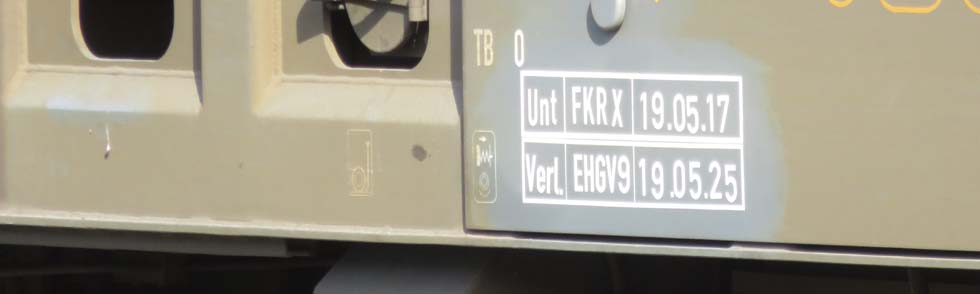 TB 0
Unt FKR X 19.05.17
Verl. EHGV9 19.05.25